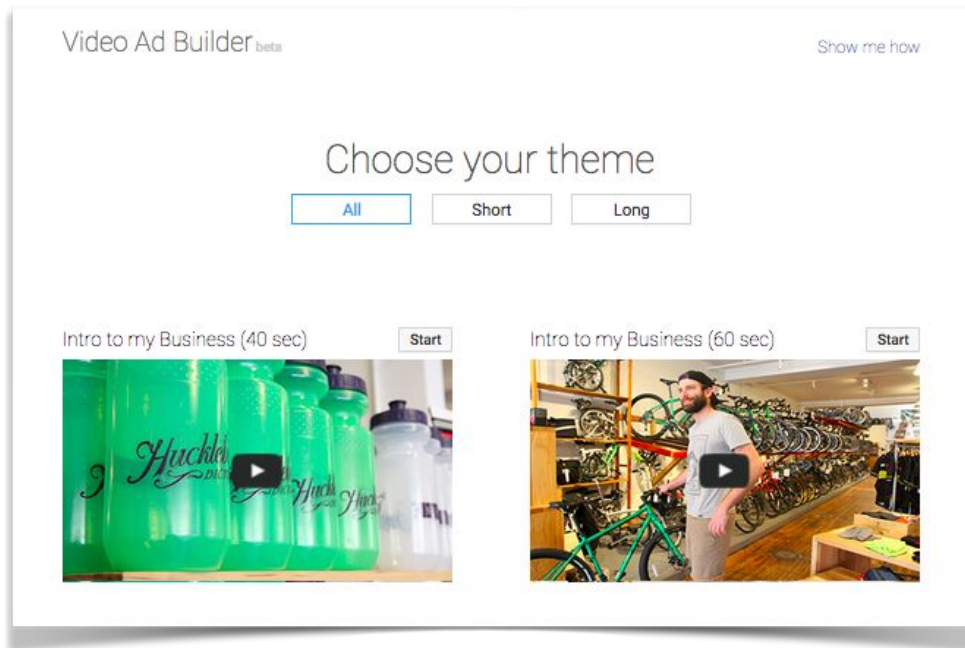 Video Ad Builder beta
Show me how
Choose your theme
All Short Long
Intro to my Business (40 sec) Start
Intro to my Business (60 sec) Start